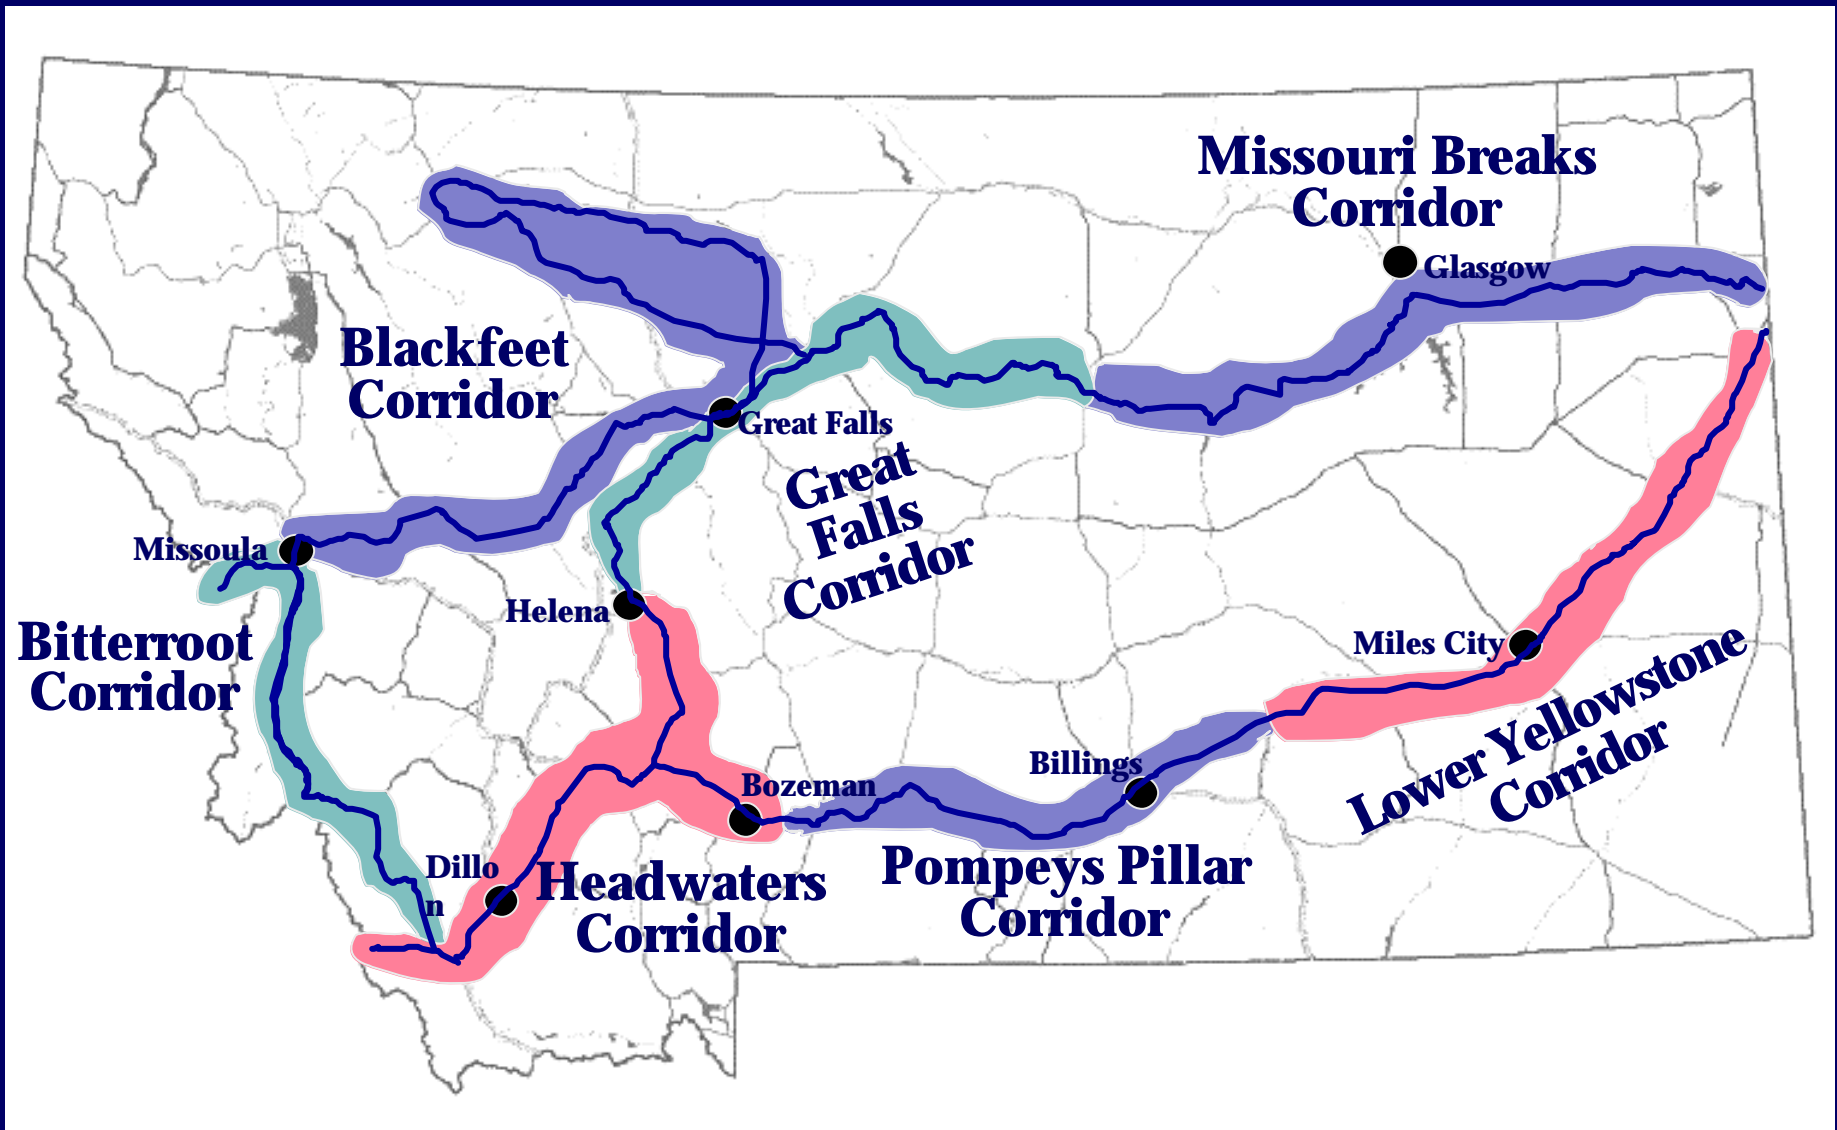 Missouri Breaks
Corridor
Glasgow
Blackfeet
Corridor
Great Falls
Great
Falls
Corridor
Missoula
Helena
Bitterroot
Corridor
Miles City
Lower Yellowstone
Corridor
Billings
Bozeman
Dillo
n
Headwaters
Corridor
Pompeys Pillar
Corridor